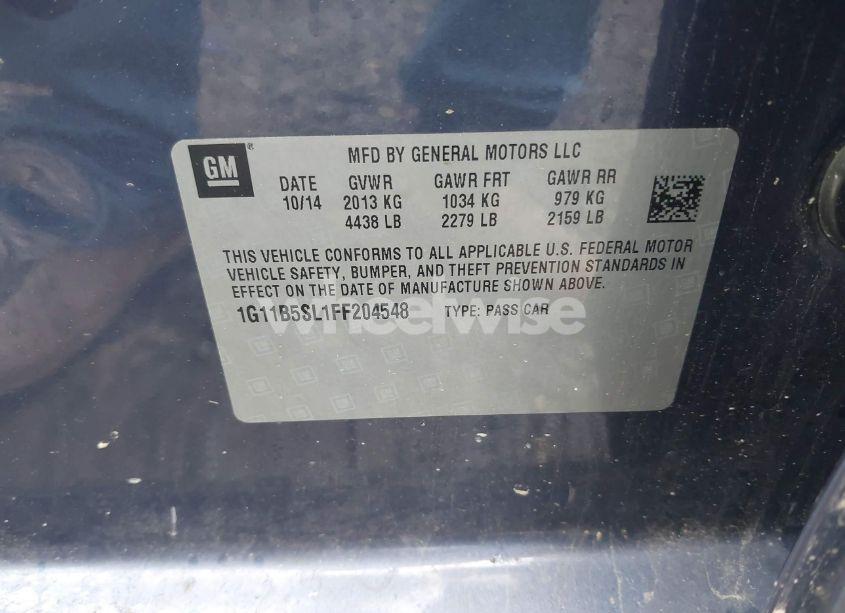 GM ®
MFD BY GENERAL MOTORS LLC
DATE GVWR GAWR FRT GAWR RR
10/14 2013 KG 1034 KG 979 KG
4438 LB 2279 LB 2159 LB
THIS VEHICLE CONFORMS TO ALL APPLICABLE U.S. FEDERAL MOTOR
VEHICLE SAFETY, BUMPER, AND THEFT PREVENTION STANDARDS IN
EFFECT ON THE DATE OF MANUFACTURE SHOWN ABOVE.
1G11B5SL1FF204548 TYPE: PASS CAR
wheelwise